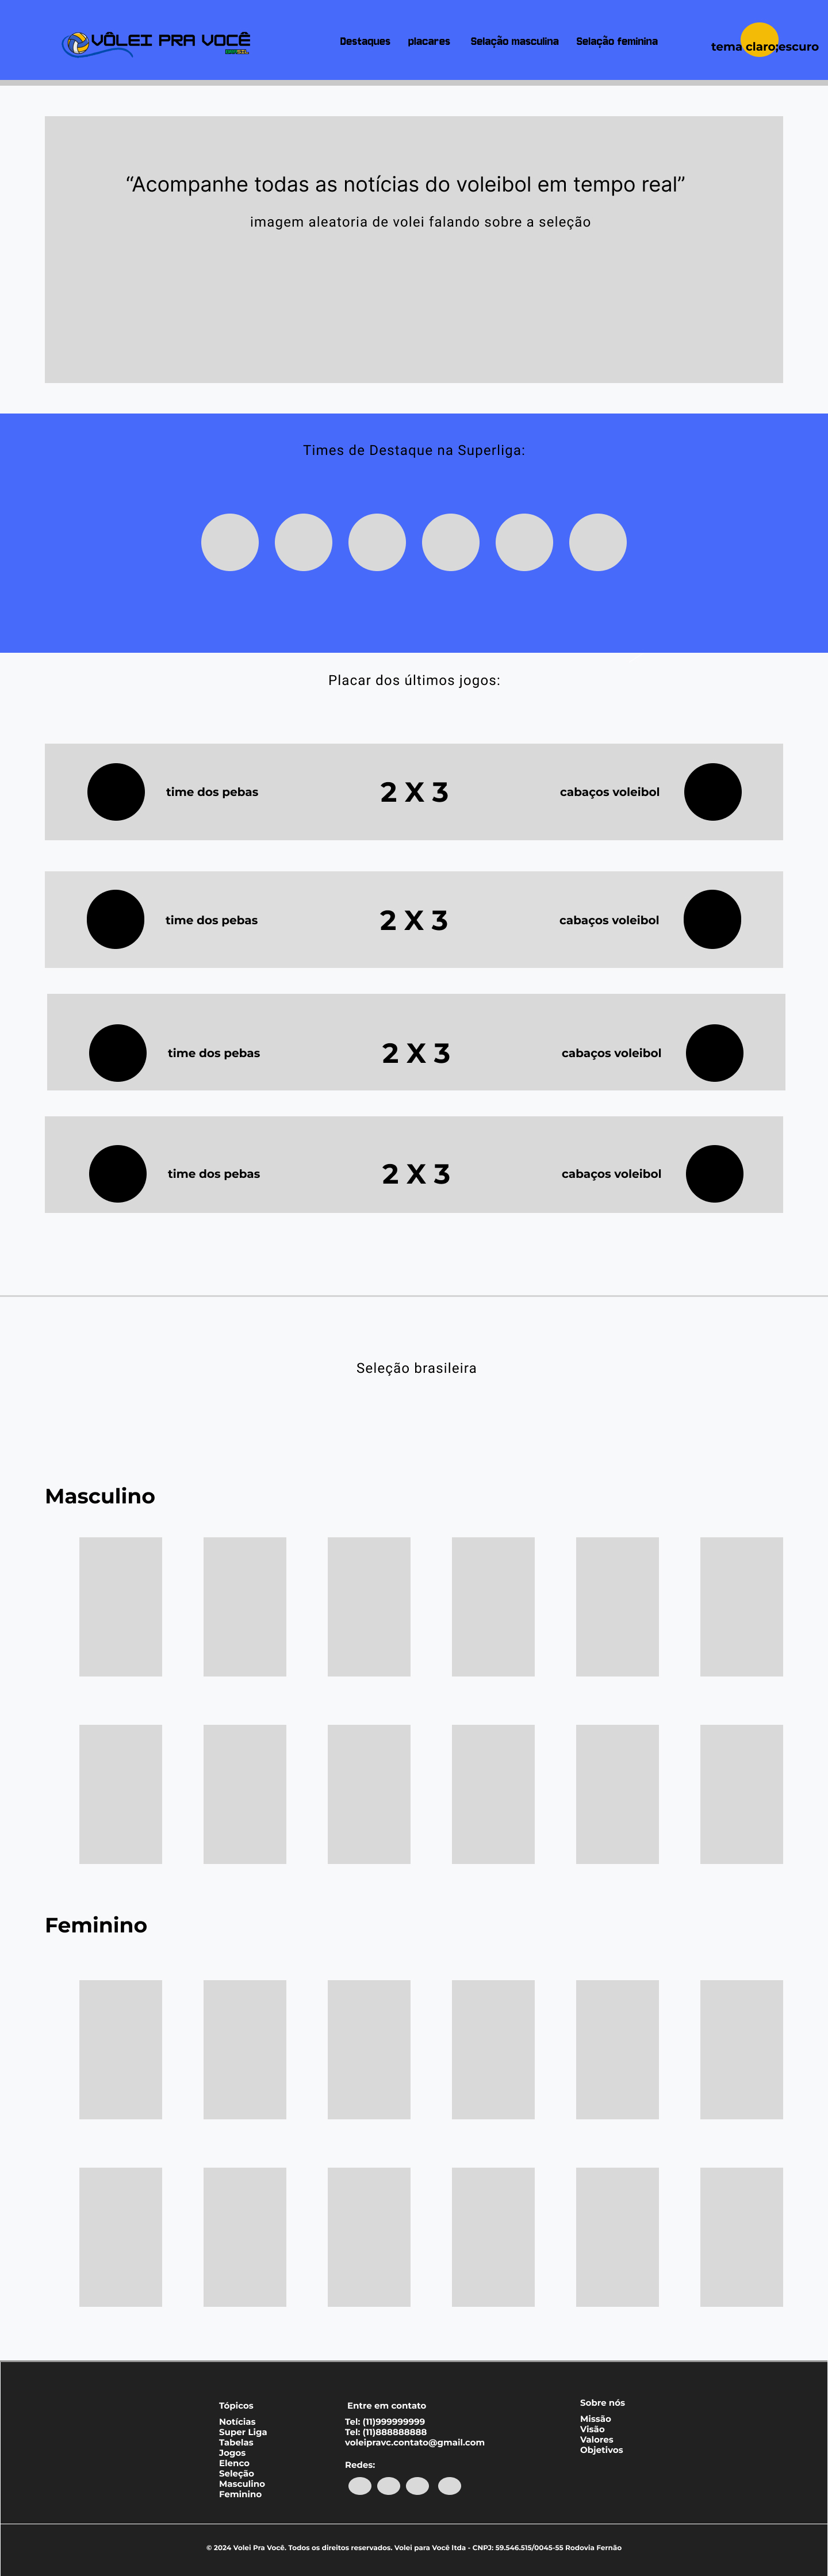 VÔLEI PRA VOCÊ
BRASIL
Destaques placares Selação masculina Selação feminina
tema claro;escuro
“Acompanhe todas as notícias do voleibol em tempo real”
imagem aleatoria de volei falando sobre a seleção
Times de Destaque na Superliga:
Placar dos últimos jogos:
time dos pebas 2 X 3 cabaços voleibol
time dos pebas 2 X 3 cabaços voleibol
time dos pebas 2 X 3 cabaços voleibol
time dos pebas 2 X 3 cabaços voleibol
Seleção brasileira
Masculino
Feminino
Tópicos
Notícias
Super Liga
Tabelas
Jogos
Elenco
Seleção
Masculino
Feminino
Entre em contato
Tel: (11)999999999
Tel: (11)888888888
voleipravc.contato@gmail.com
Redes:
Sobre nós
Missão
Visão
Valores
Objetivos
© 2024 Volei Pra Você. Todos os direitos reservados. Volei para Você ltda - CNPJ: 59.546.515/0045-55 Rodovia Fernão